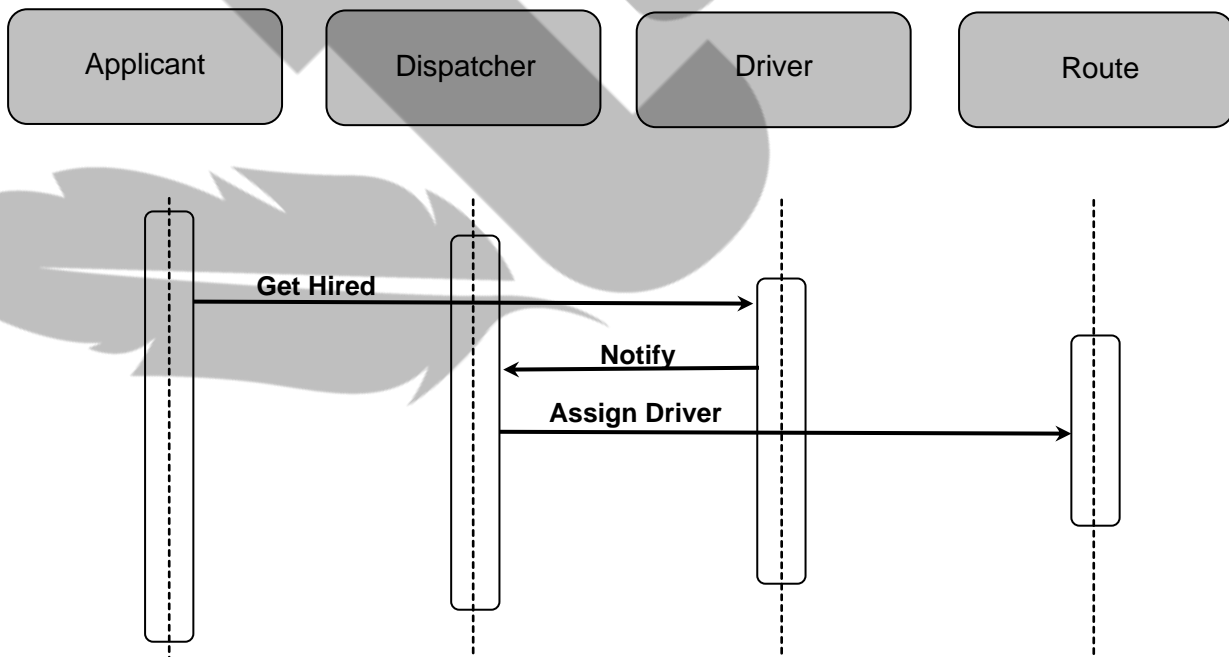 Applicant
Dispatcher
Driver
Route
Get Hired
Notify
Assign Driver